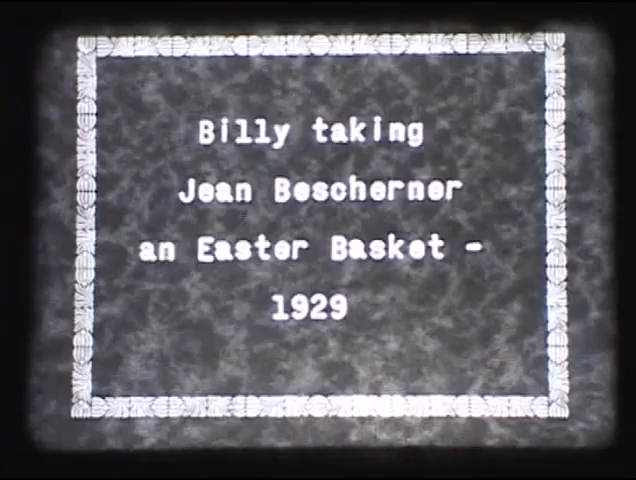 Billy taking
Jean Bescherner
an Easter Basket -
1929